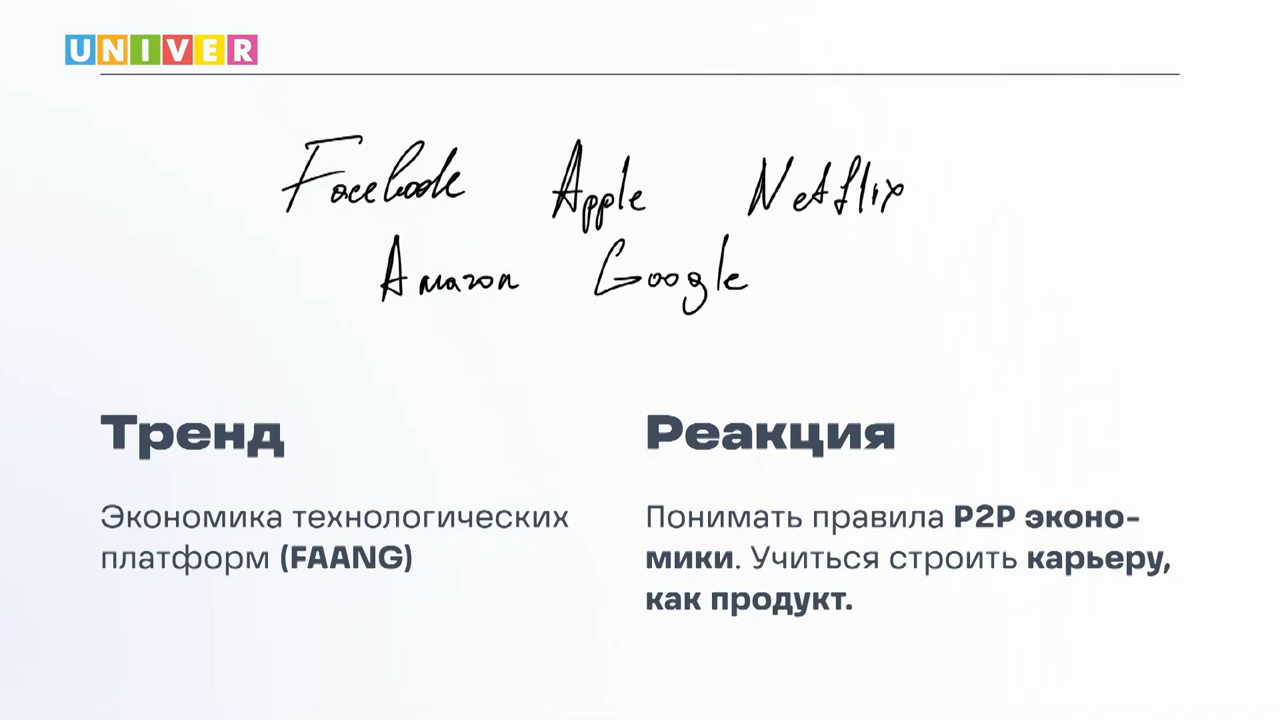 UNIVER
Facebook Apple Netflix
Amazon Google
Тренд
Экономика технологических
платформ (FAANG)
Реакция
Понимать правила P2P эконо-
мики. Учиться строить карьеру,
как продукт.